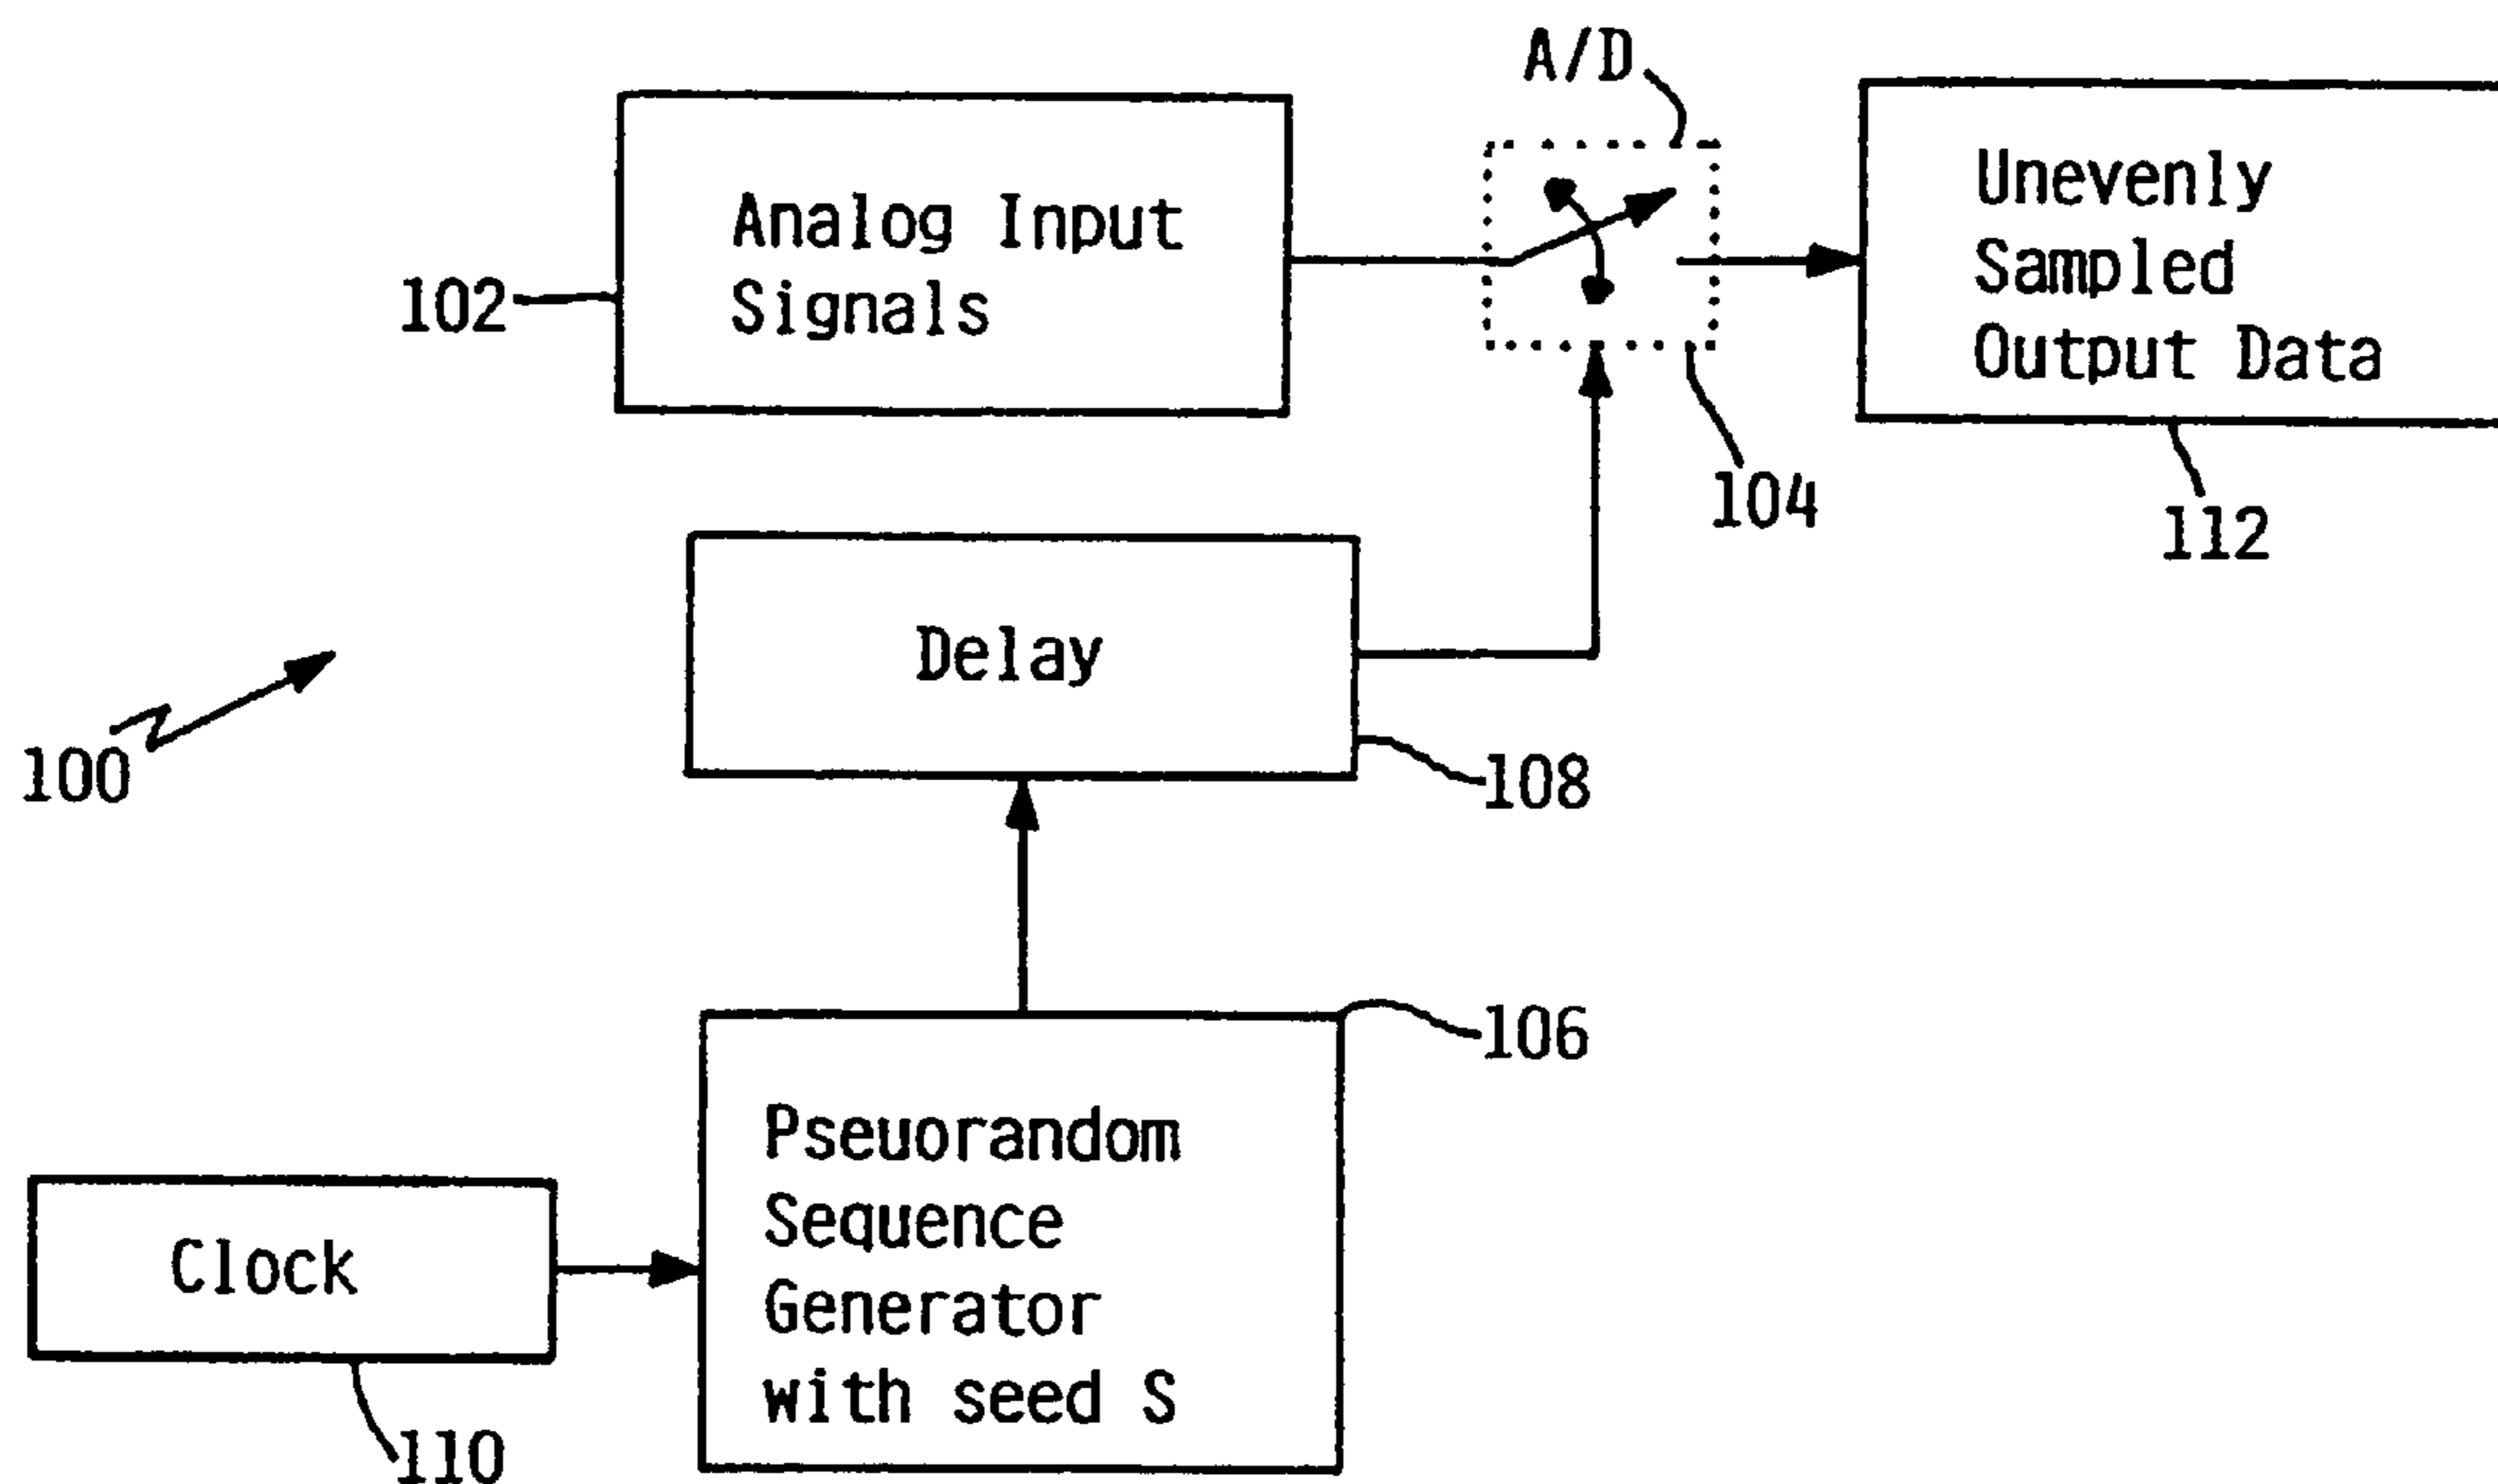 A/D
Analog Input
Signals
102
Unevenly
Sampled
Output Data
104
112
Delay
100
108
106
Pseuorandom
Sequence
Generator
with seed S
Clock
110